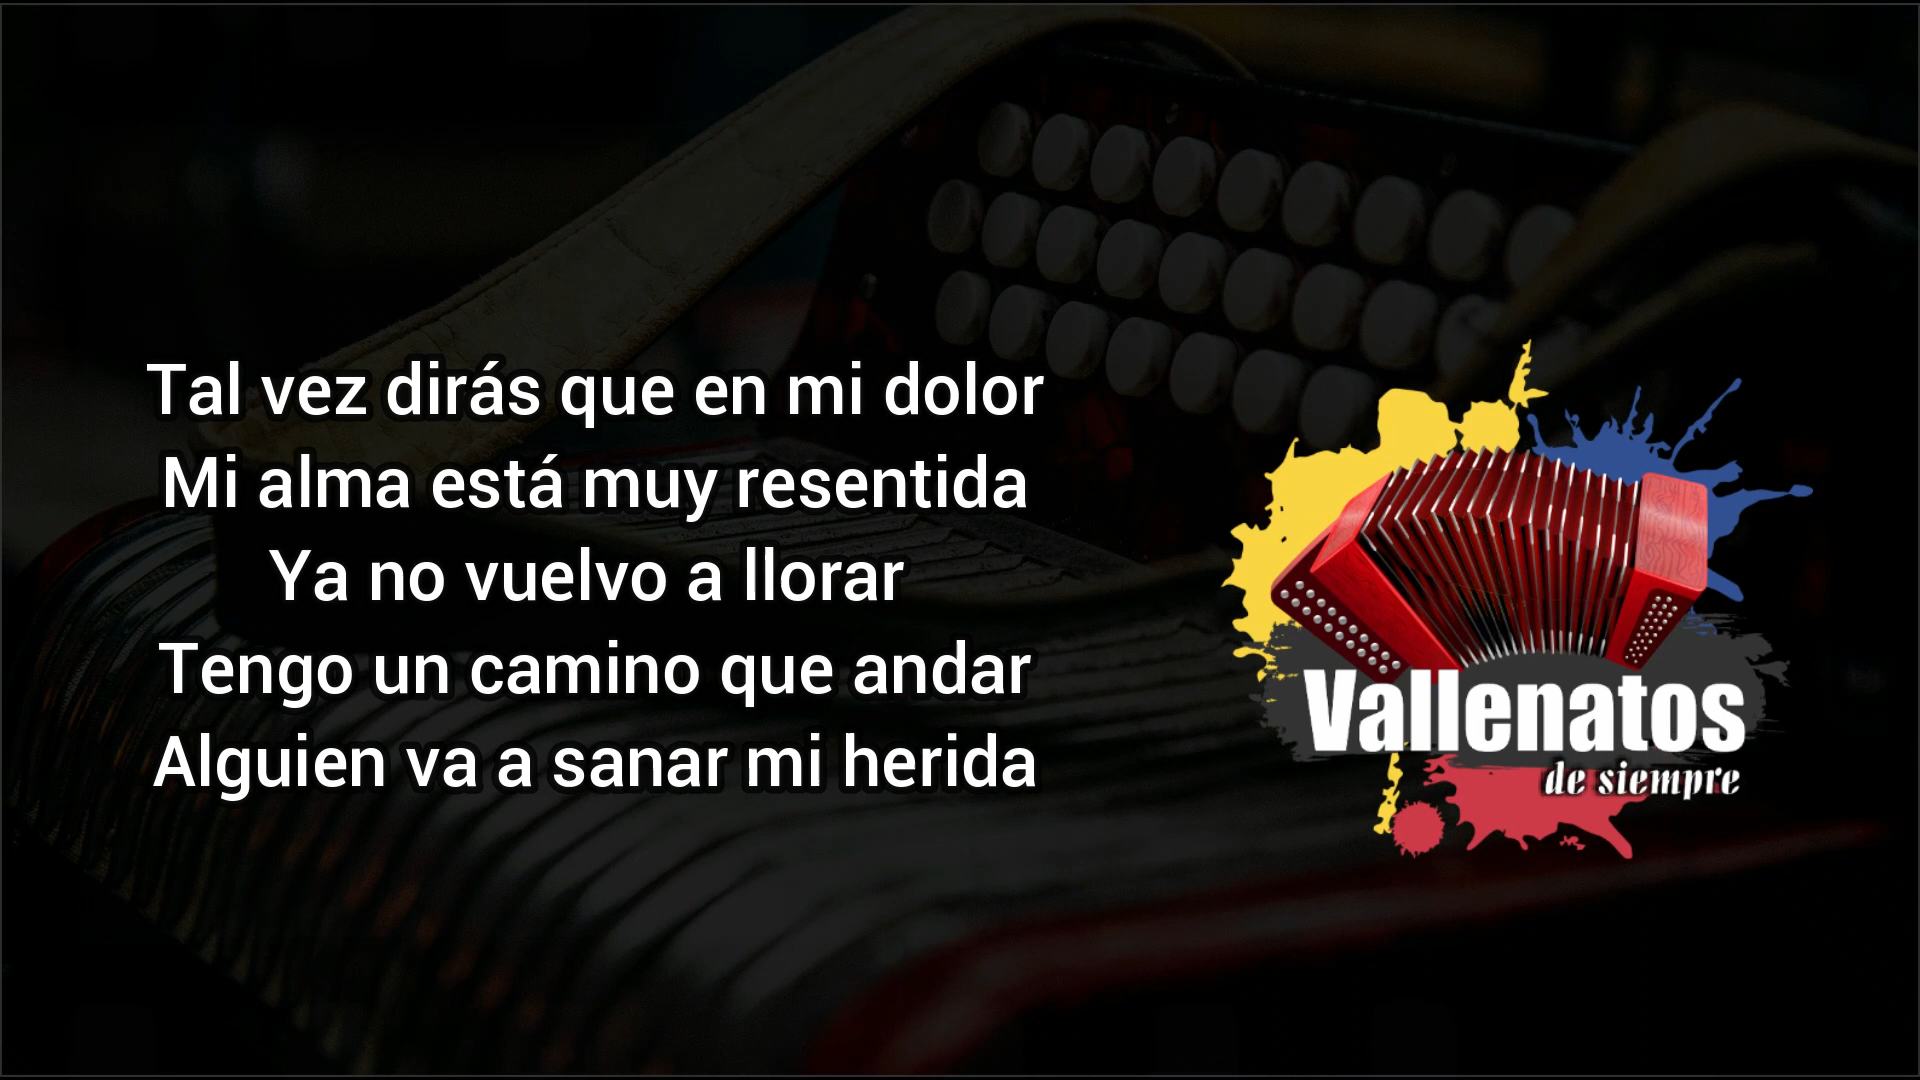 Tal vez dirás que en mi dolor
Mi alma está muy resentida
Ya no vuelvo a llorar
Tengo un camino que andar
Alguien va a sanar mi herida
Vallenatos
de siempre